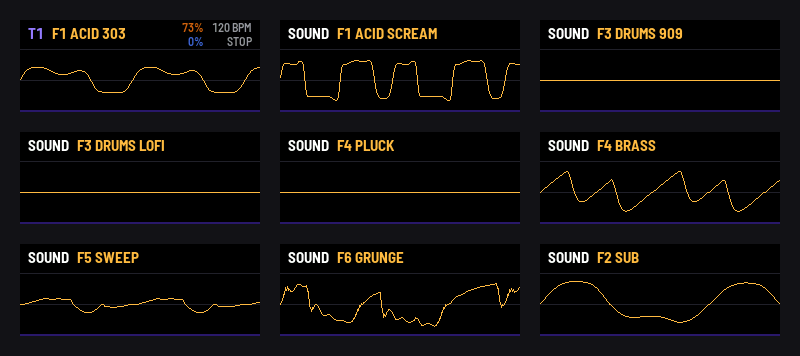 T1 F1 ACID 303 73% 120 BPM
0% STOP
SOUND F1 ACID SCREAM
SOUND F3 DRUMS 909
SOUND F3 DRUMS LOFI
SOUND F4 PLUCK
SOUND F4 BRASS
SOUND F5 SWEEP
SOUND F6 GRUNGE
SOUND F2 SUB